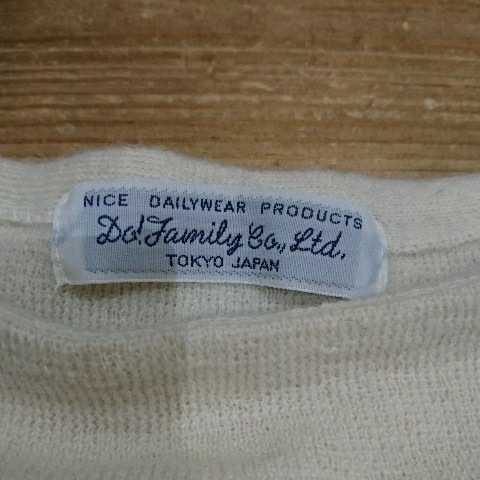 NICE DAILYWEAR PRODUCTS
Do! Family Co., Ltd.
TOKYO JAPAN